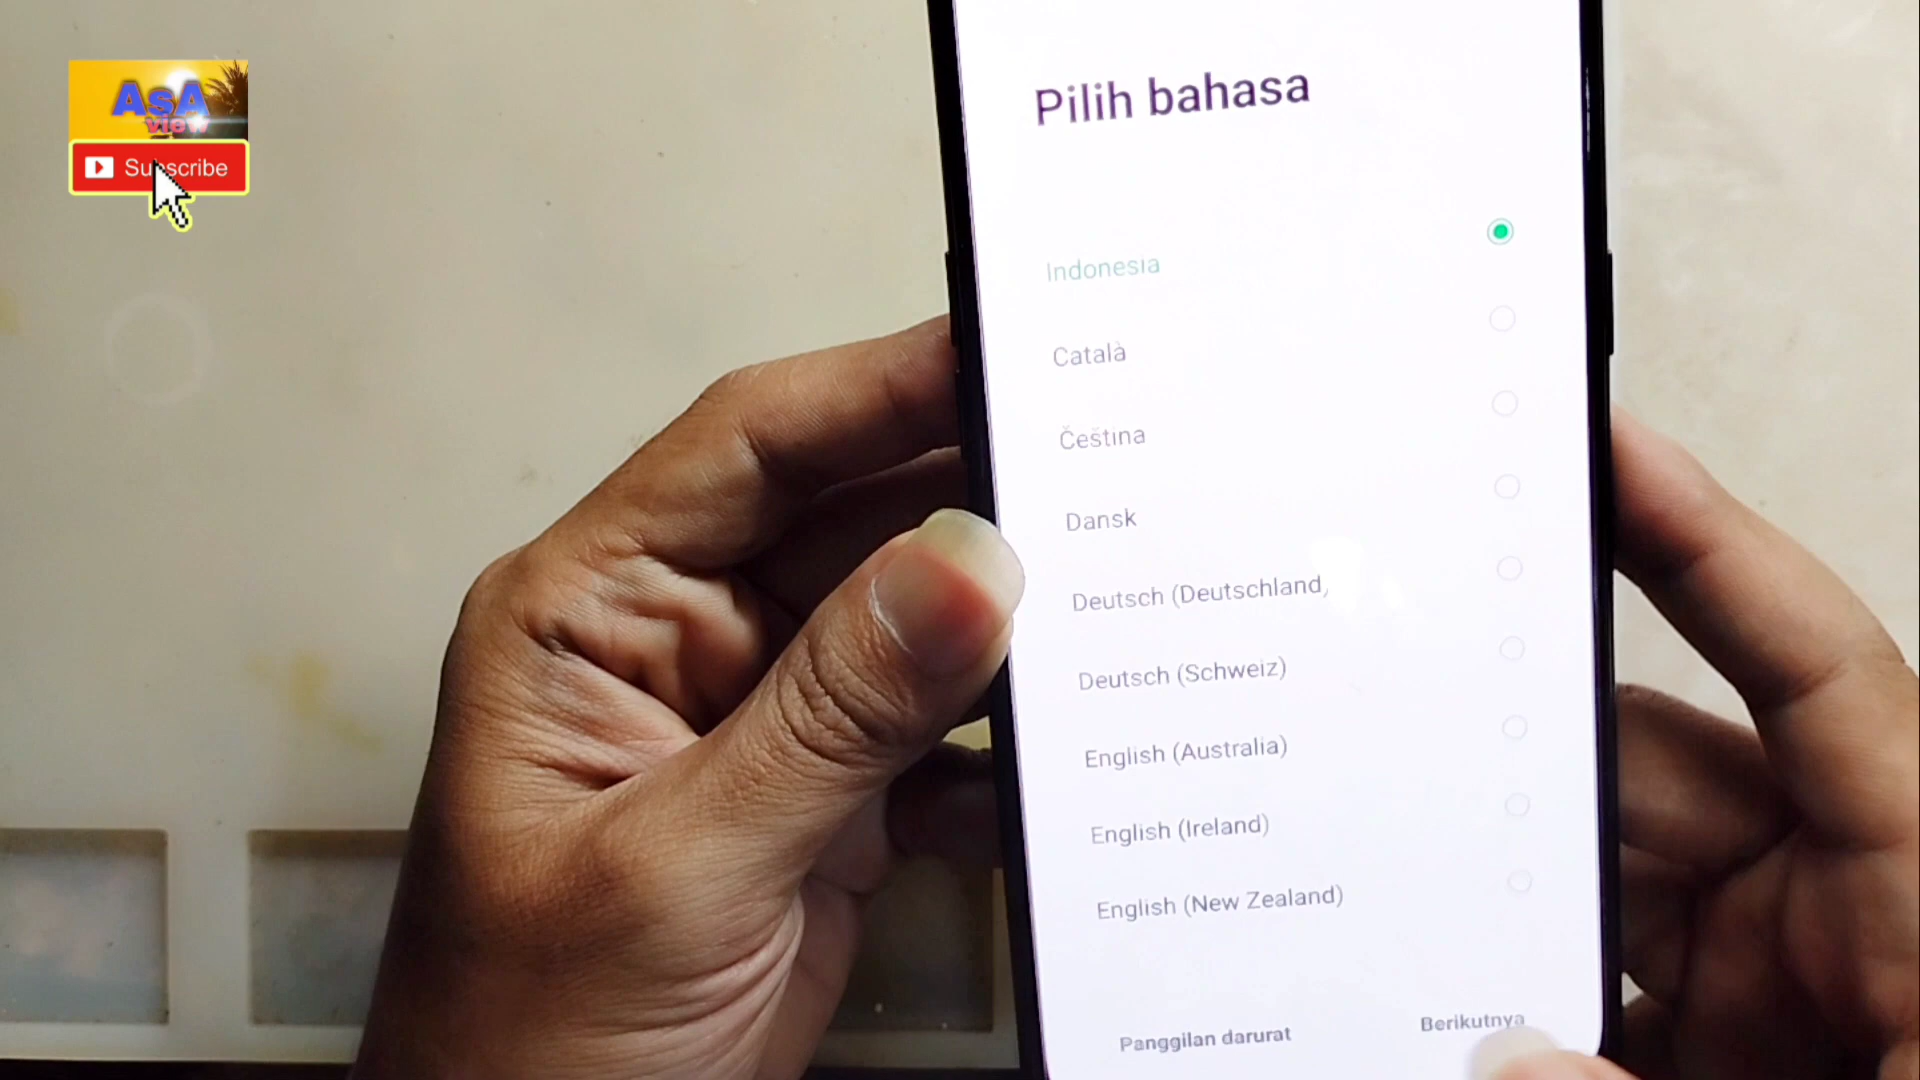 AsA
view
Subscribe
Pilih bahasa
Indonesia
Català
Čeština
Dansk
Deutsch (Deutschland)
Deutsch (Schweiz)
English (Australia)
English (Ireland)
English (New Zealand)
Panggilan darurat
Berikutnya